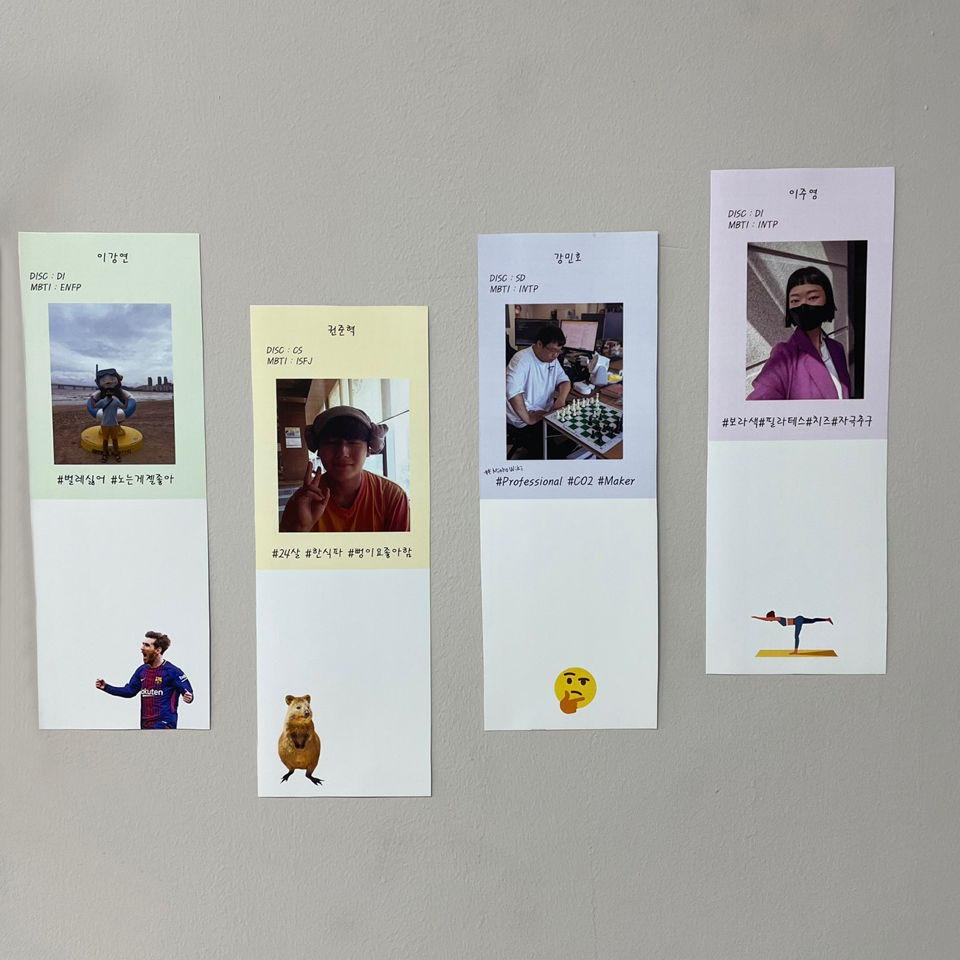 이강연
DISC : DI
MBTI : ENFP
#벌레싫어 #노는게젤좋아
Rakuten
권준혁
DISC : CS
MBTI : ISFJ
#24살 #한식파 #벙이요좋아함
강민호
DISC : SD
MBTI : INTP
#MinhoWiki
#Professional #CO2 #Maker
이주영
DISC : DI
MBTI : INTP
#보라색#필라테스#치즈#자극추구